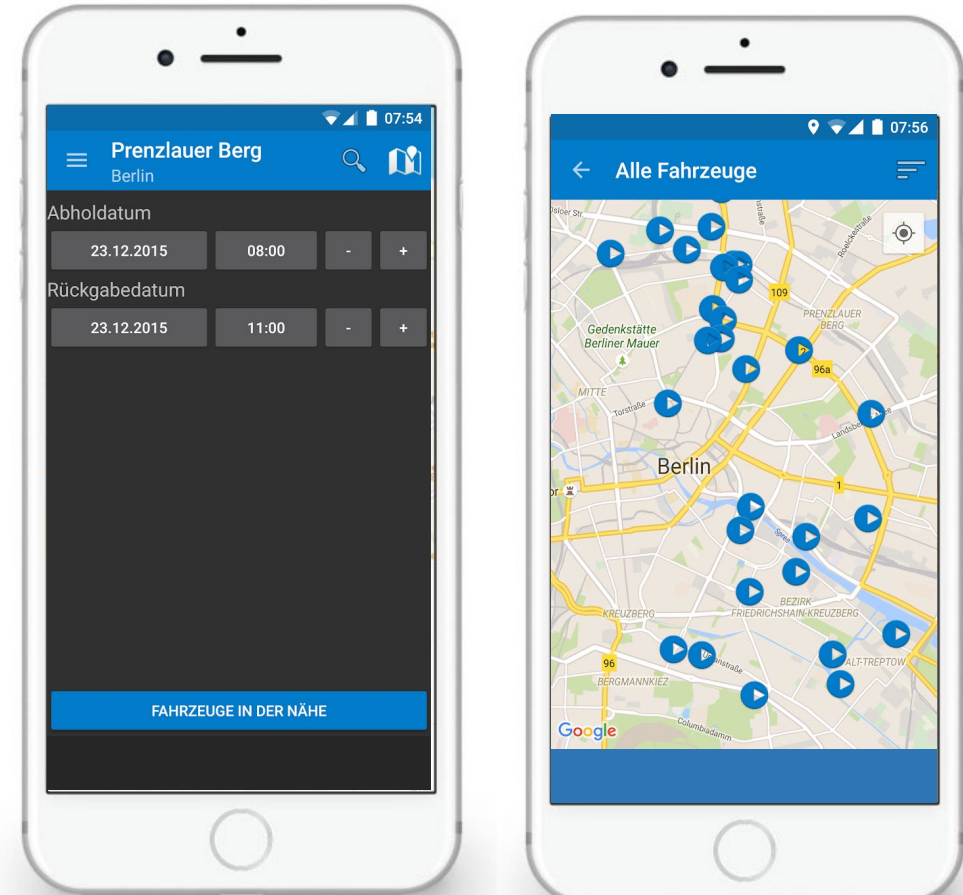 07:54
Prenzlauer Berg
Berlin
Abholdatum
23.12.2015 08:00 - +
Rückgabedatum
23.12.2015 11:00 - +
FAHRZEUGE IN DER NÄHE
07:56
Alle Fahrzeuge
109
PRENZLAUER
BERG
Gedenkstätte
Berliner Mauer
96a
MITTE
Torstraße
Berlin
1
Spree
BEZIRK
FRIEDRICHSHAIN-KREUZBERG
KREUZBERG
96
ALT-TREPTOW
BERGMANNKIEZ
Columbiadamm
Google